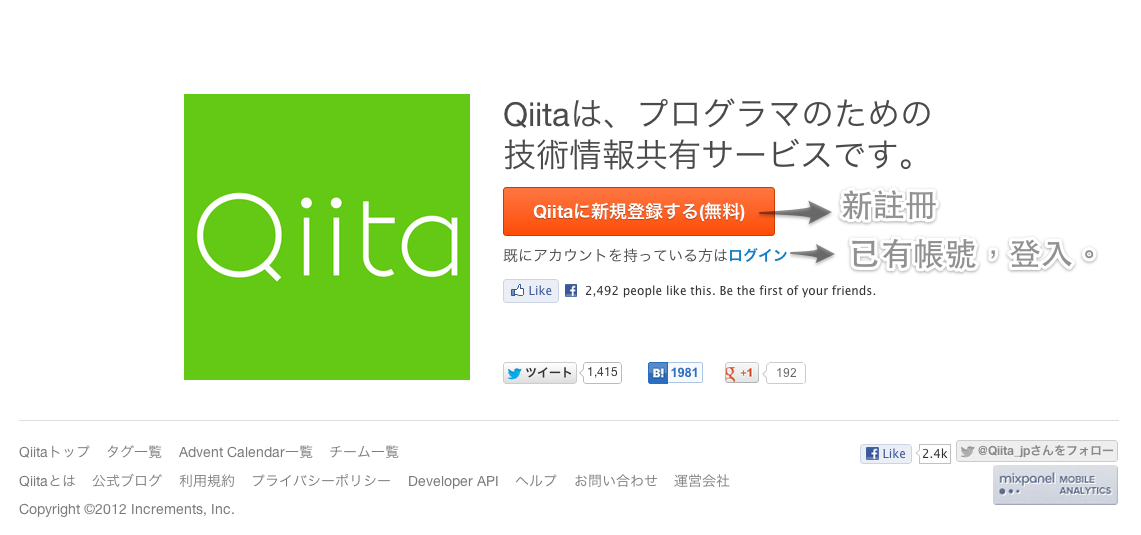 Qiita
Qiitaは、プログラマのための
技術情報共有サービスです。
Qiitaに新規登録する(無料)
新註冊
既にアカウントを持っている方はログイン
已有帳號，登入。
Like
2,492 people like this. Be the first of your friends.
ツイート 1,415 B! 1981 g +1 192
Qiitaトップ タグ一覧 Advent Calendar一覧 チーム一覧
Like 2.4k @Qiita_jpさんをフォロー
Qiitaとは 公式ブログ 利用規約 プライバシーポリシー Developer API ヘルプ お問い合わせ 運営会社
mixpanel MOBILE
ANALYTICS
Copyright ©2012 Increments, Inc.